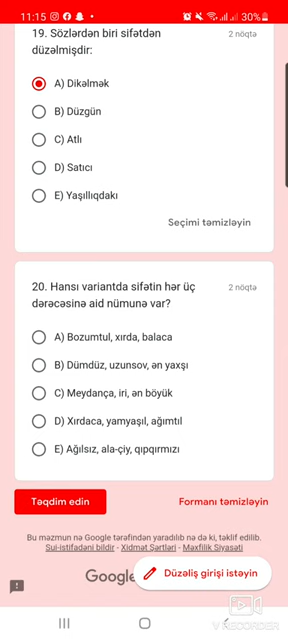 11:15
30%
19. Sözlərdən biri sifətdən
2 nöqtə
düzəlmişdir:
A) Dikəlmək
B) Düzgün
C) Atlı
D) Satıcı
E) Yaşıllıqdakı
Seçimi təmizləyin
20. Hansı variantda sifətin hər üç
2 nöqtə
dərəcəsinə aid nümunə var?
A) Bozumtul, xırda, balaca
B) Dümdüz, uzunsov, ən yaxşı
C) Meydança, iri, ən böyük
D) Xırdaca, yamyaşıl, ağımtıl
E) Ağılsız, ala-çiy, qıpqırmızı
Təqdim edin
Formanı təmizləyin
Bu məzmun nə Google tərəfindən yaradılıb nə də ki, təklif edilib.
Sui-istifadəni bildir - Xidmət Şərtləri - Məxfilik Siyasəti
Google
Düzəliş girişi istəyin
V RECORDER